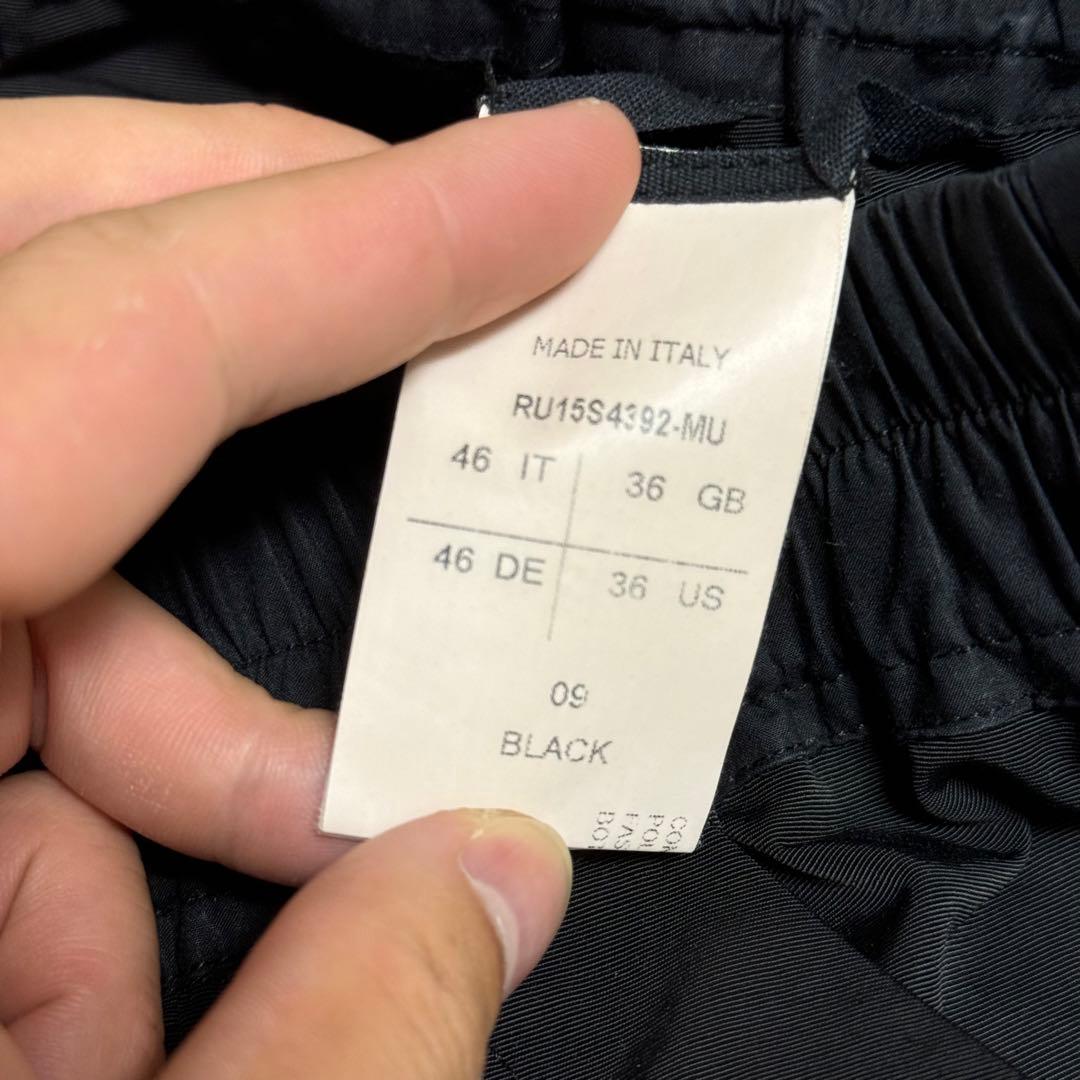 MADE IN ITALY
RU15S4392-MU
46 IT 36 GB
46 DE 36 US
09
BLACK